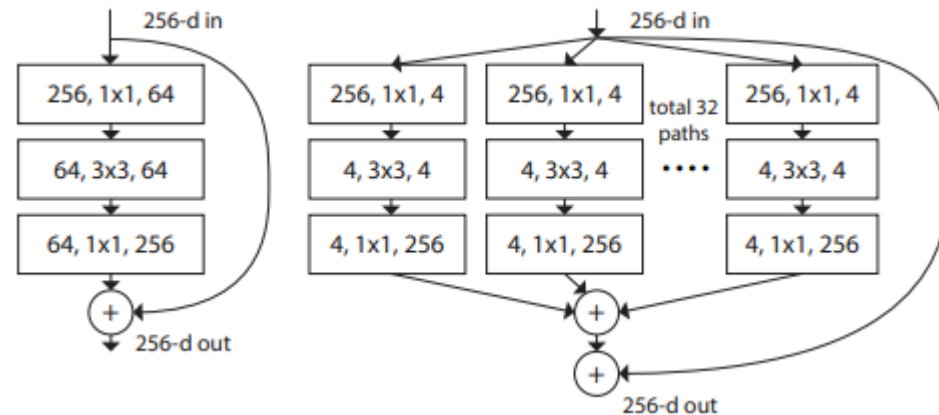 256-d in
256, 1x1, 64
64, 3x3, 64
64, 1x1, 256
+
256-d out
256-d in
256, 1x1, 4
256, 1x1, 4
total 32
paths
256, 1x1, 4
4, 3x3, 4
4, 3x3, 4
....
4, 3x3, 4
4, 1x1, 256
4, 1x1, 256
4, 1x1, 256
+
+
256-d out